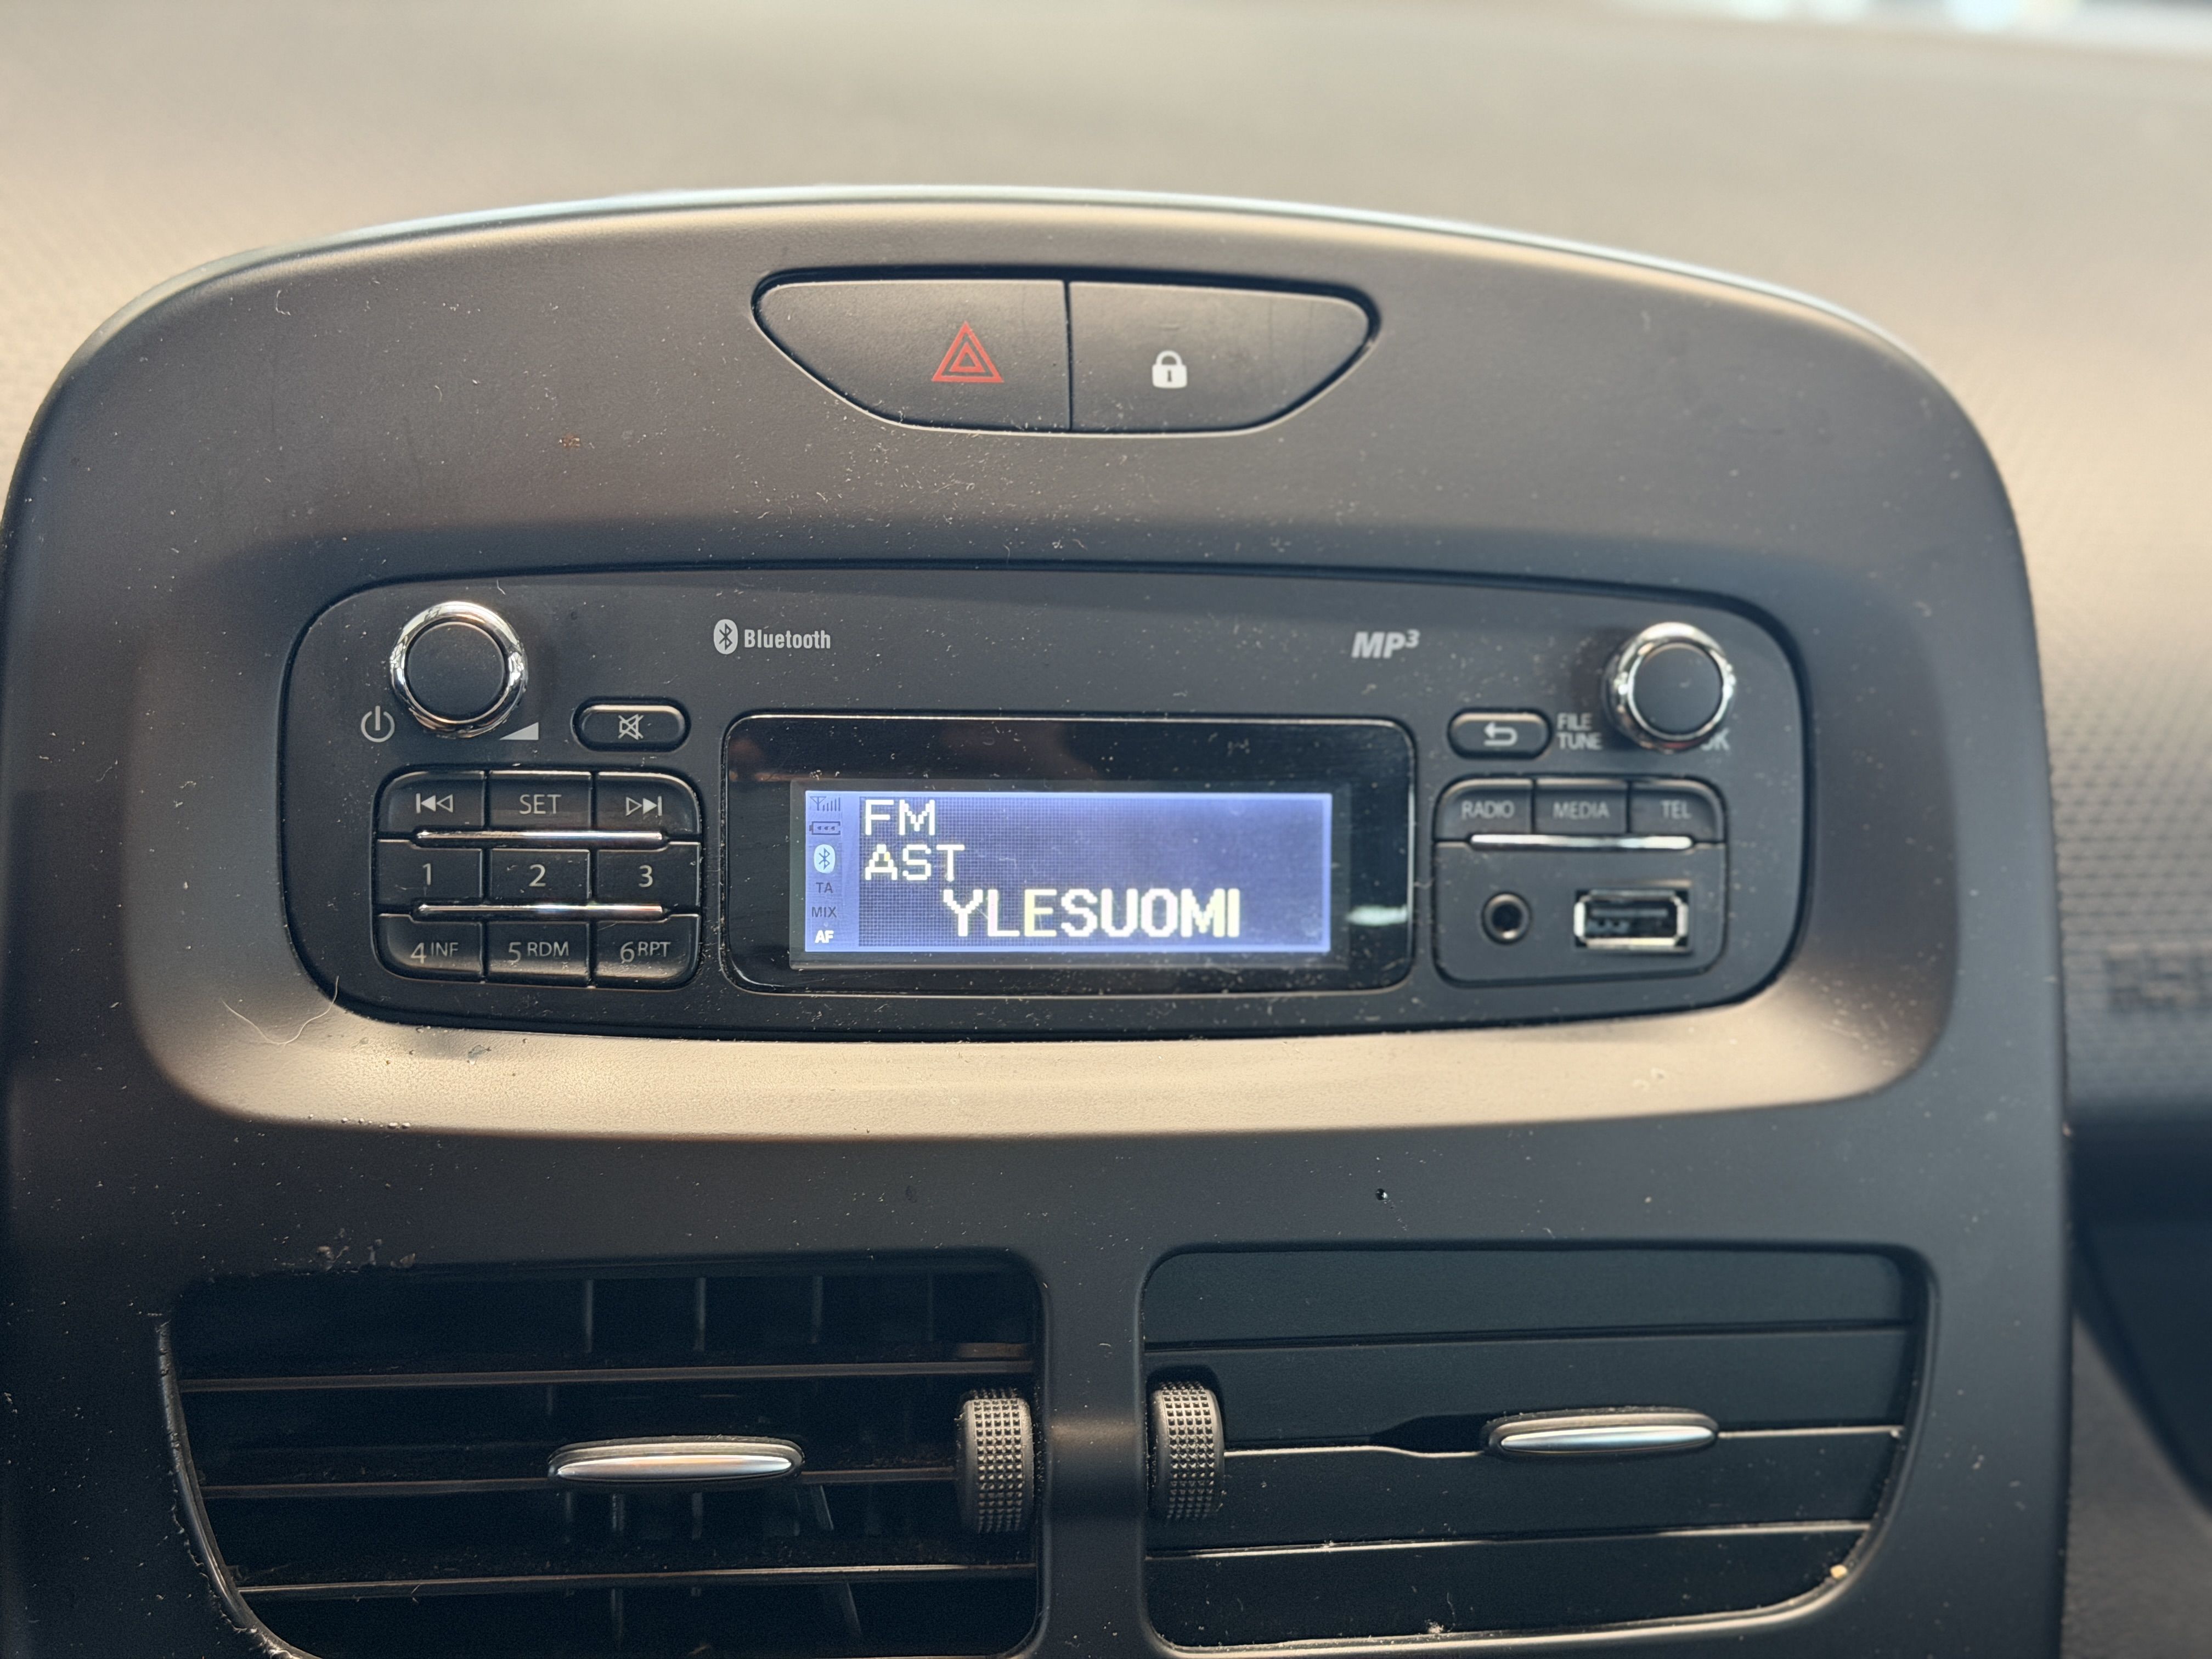 Bluetooth
MP3
FILE
TUNE
SET
RADIO MEDIA TEL
FM
AST
TA
MIX
AF
YLESUOMI
1 2 3
4 INF 5 RDM 6 RPT